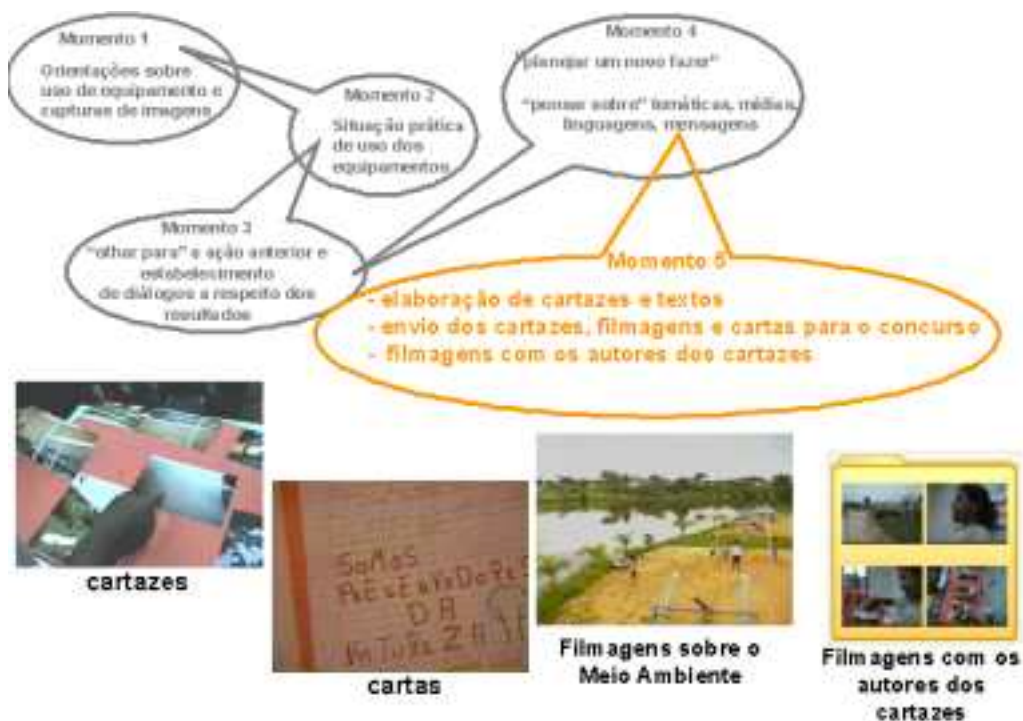 Momento 1
Orientações sobre
uso de equipamento e
capturas de imagens
Momento 2
Situação prática
de uso dos
equipamentos
Momento 3
"olhar para" a ação anterior e
estabelecimento
de diálogos a respeito dos
resultados
Momento 4
"planejar um novo fazer"
"pensar sobre" temáticas, mídias,
linguagens, mensagens
Momento 5
- elaboração de cartazes e textos
- envio dos cartazes, filmagens e cartas para o concurso
- filmagens com os autores dos cartazes
cartazes
SOMOS
DA
cartas
Filmagens sobre o
Meio Ambiente
Filmagens com os
autores dos
cartazes